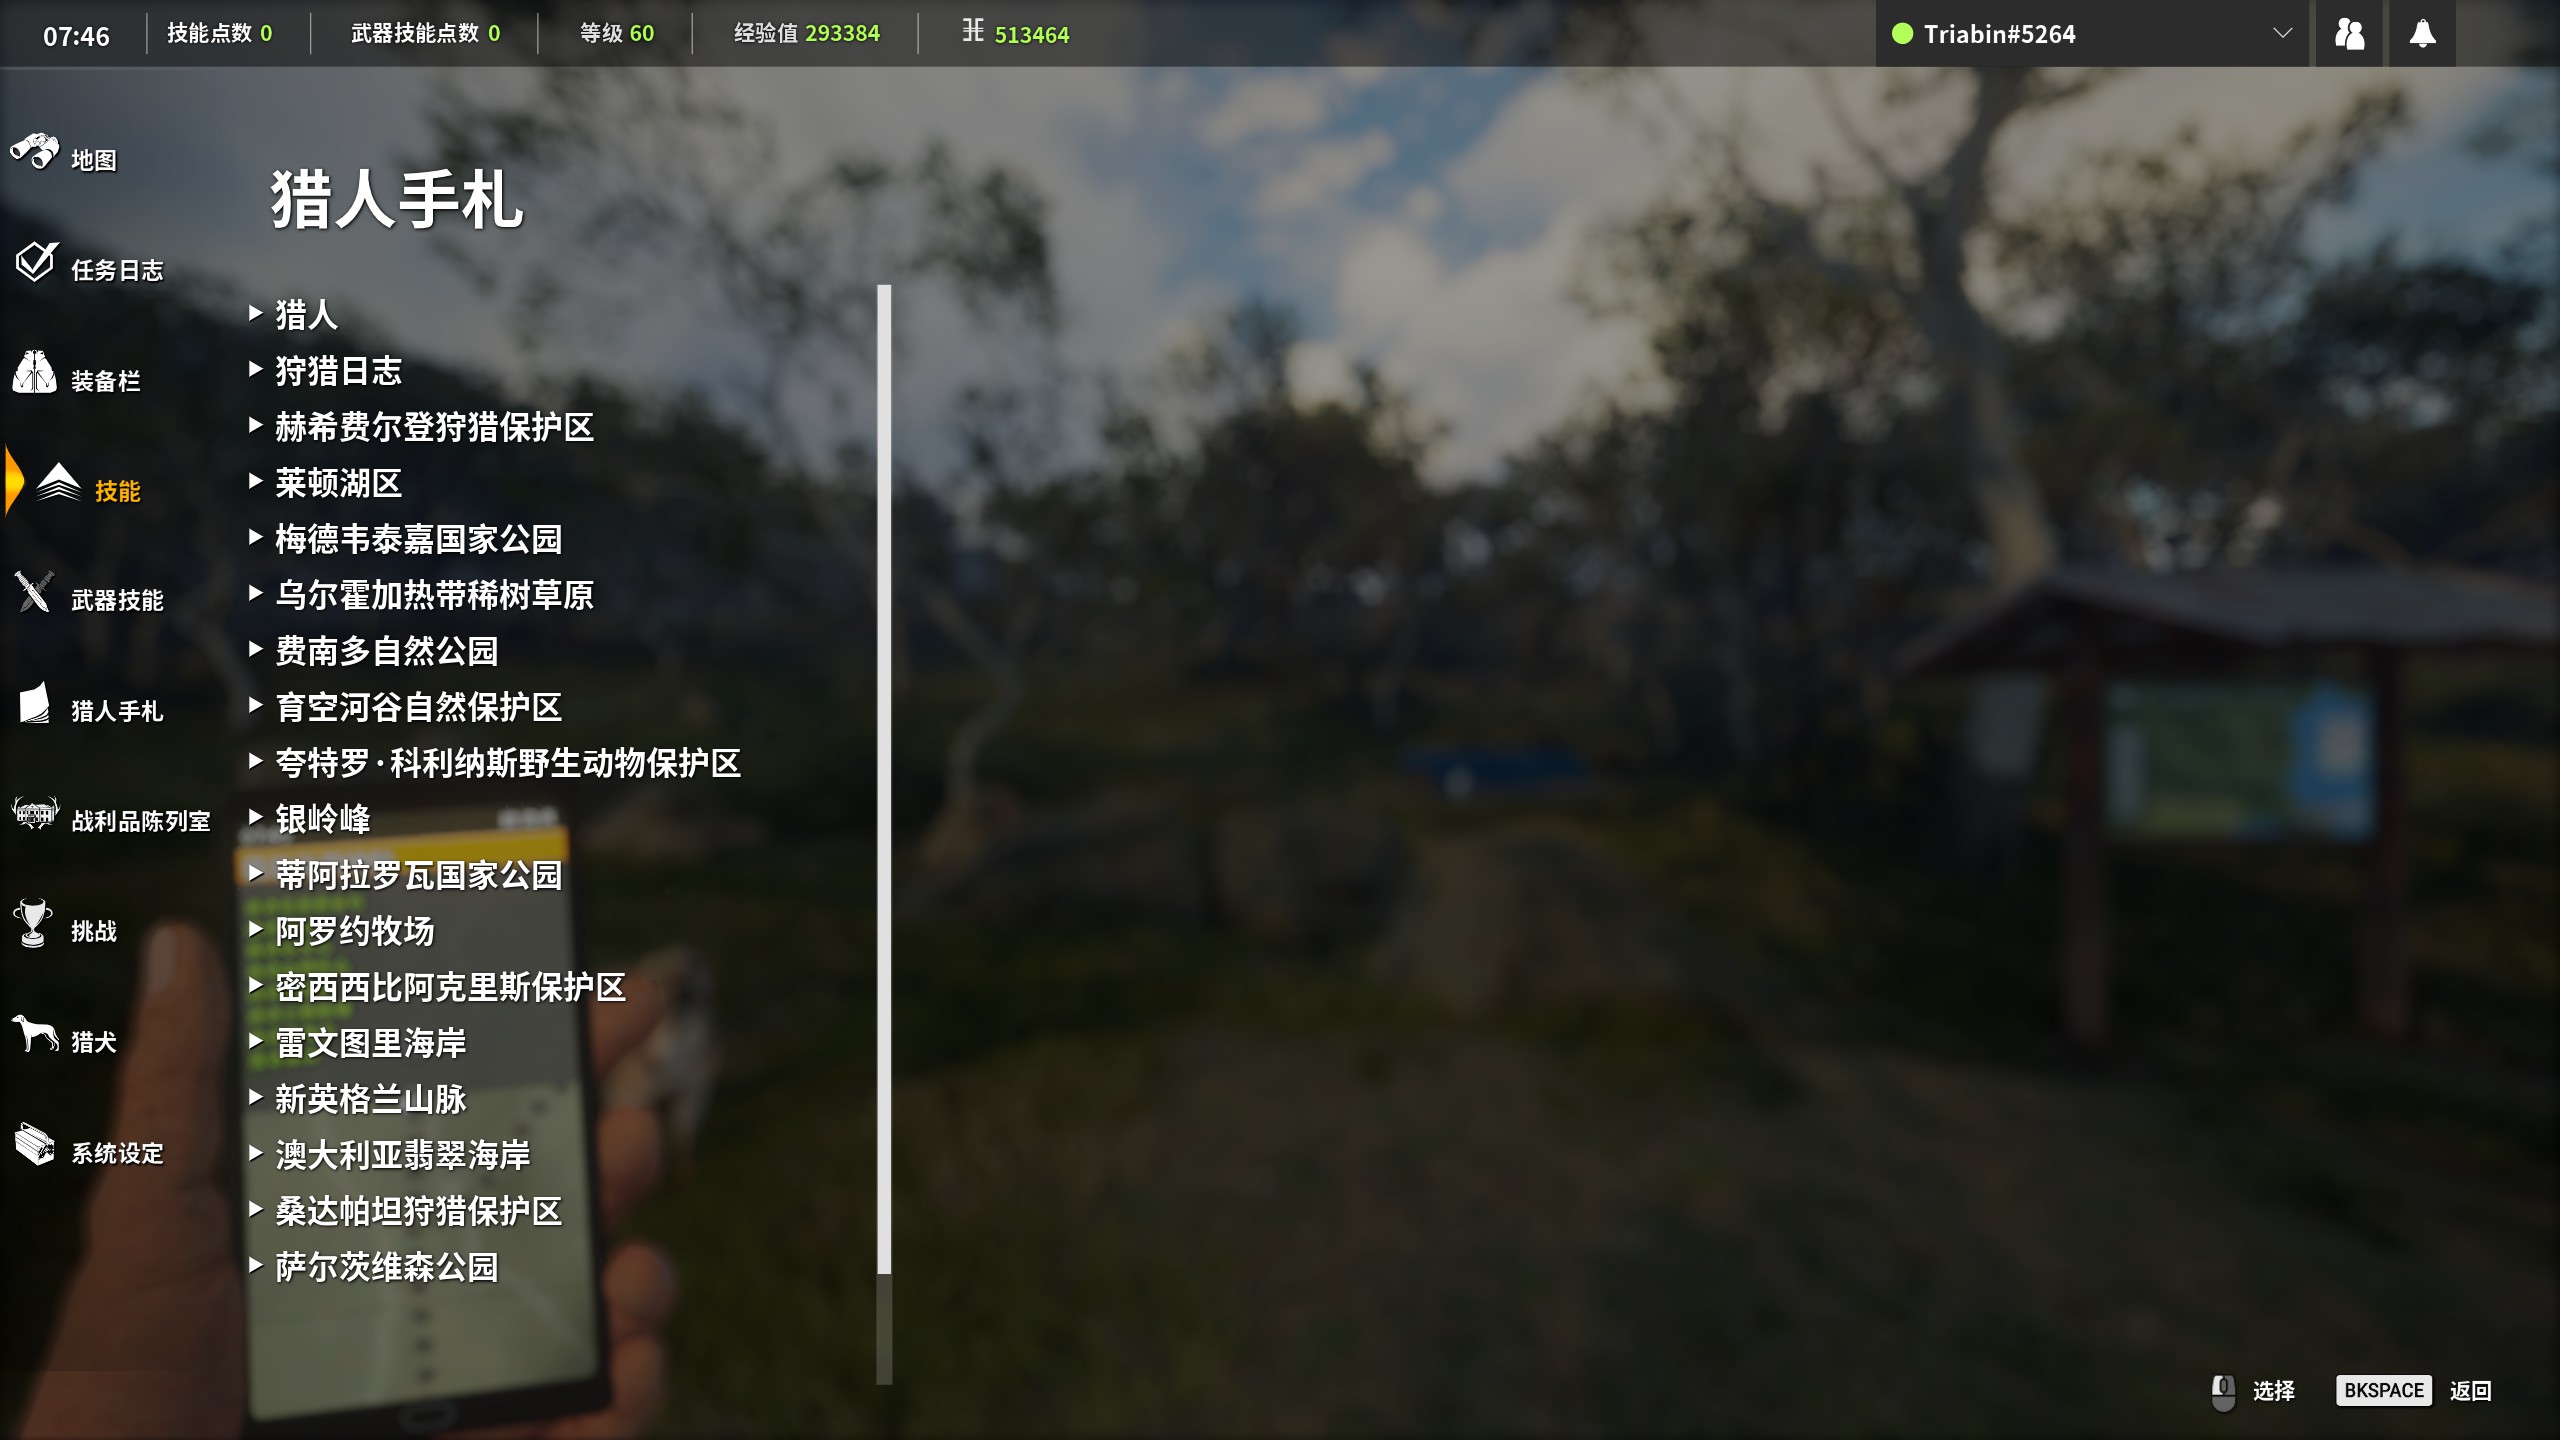 07:46
技能点数 0
武器技能点数 0
等级 60
经验值 293384
513464
Triabin#5264
地图
任务日志
装备栏
技能
武器技能
猎人手札
战利品陈列室
挑战
猎犬
系统设定
猎人手札
猎人
狩猎日志
赫希费尔登狩猎保护区
莱顿湖区
梅德韦泰嘉国家公园
乌尔霍加热带稀树草原
费南多自然公园
育空河谷自然保护区
夸特罗·科利纳斯野生动物保护区
银岭峰
蒂阿拉罗瓦国家公园
阿罗约牧场
密西西比阿克里斯保护区
雷文图里海岸
新英格兰山脉
澳大利亚翡翠海岸
桑达帕坦狩猎保护区
萨尔茨维森公园
选择
BKSPACE 返回